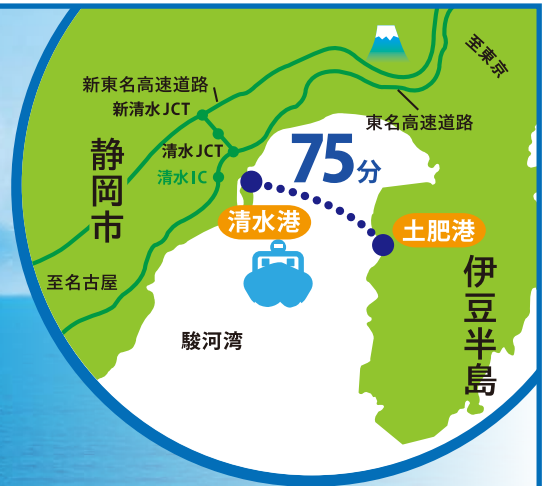 至東京
新東名高速道路
新清水JCT
東名高速道路
清水JCT
清水IC
75分
静岡市
清水港
土肥港
至名古屋
伊豆半島
駿河湾